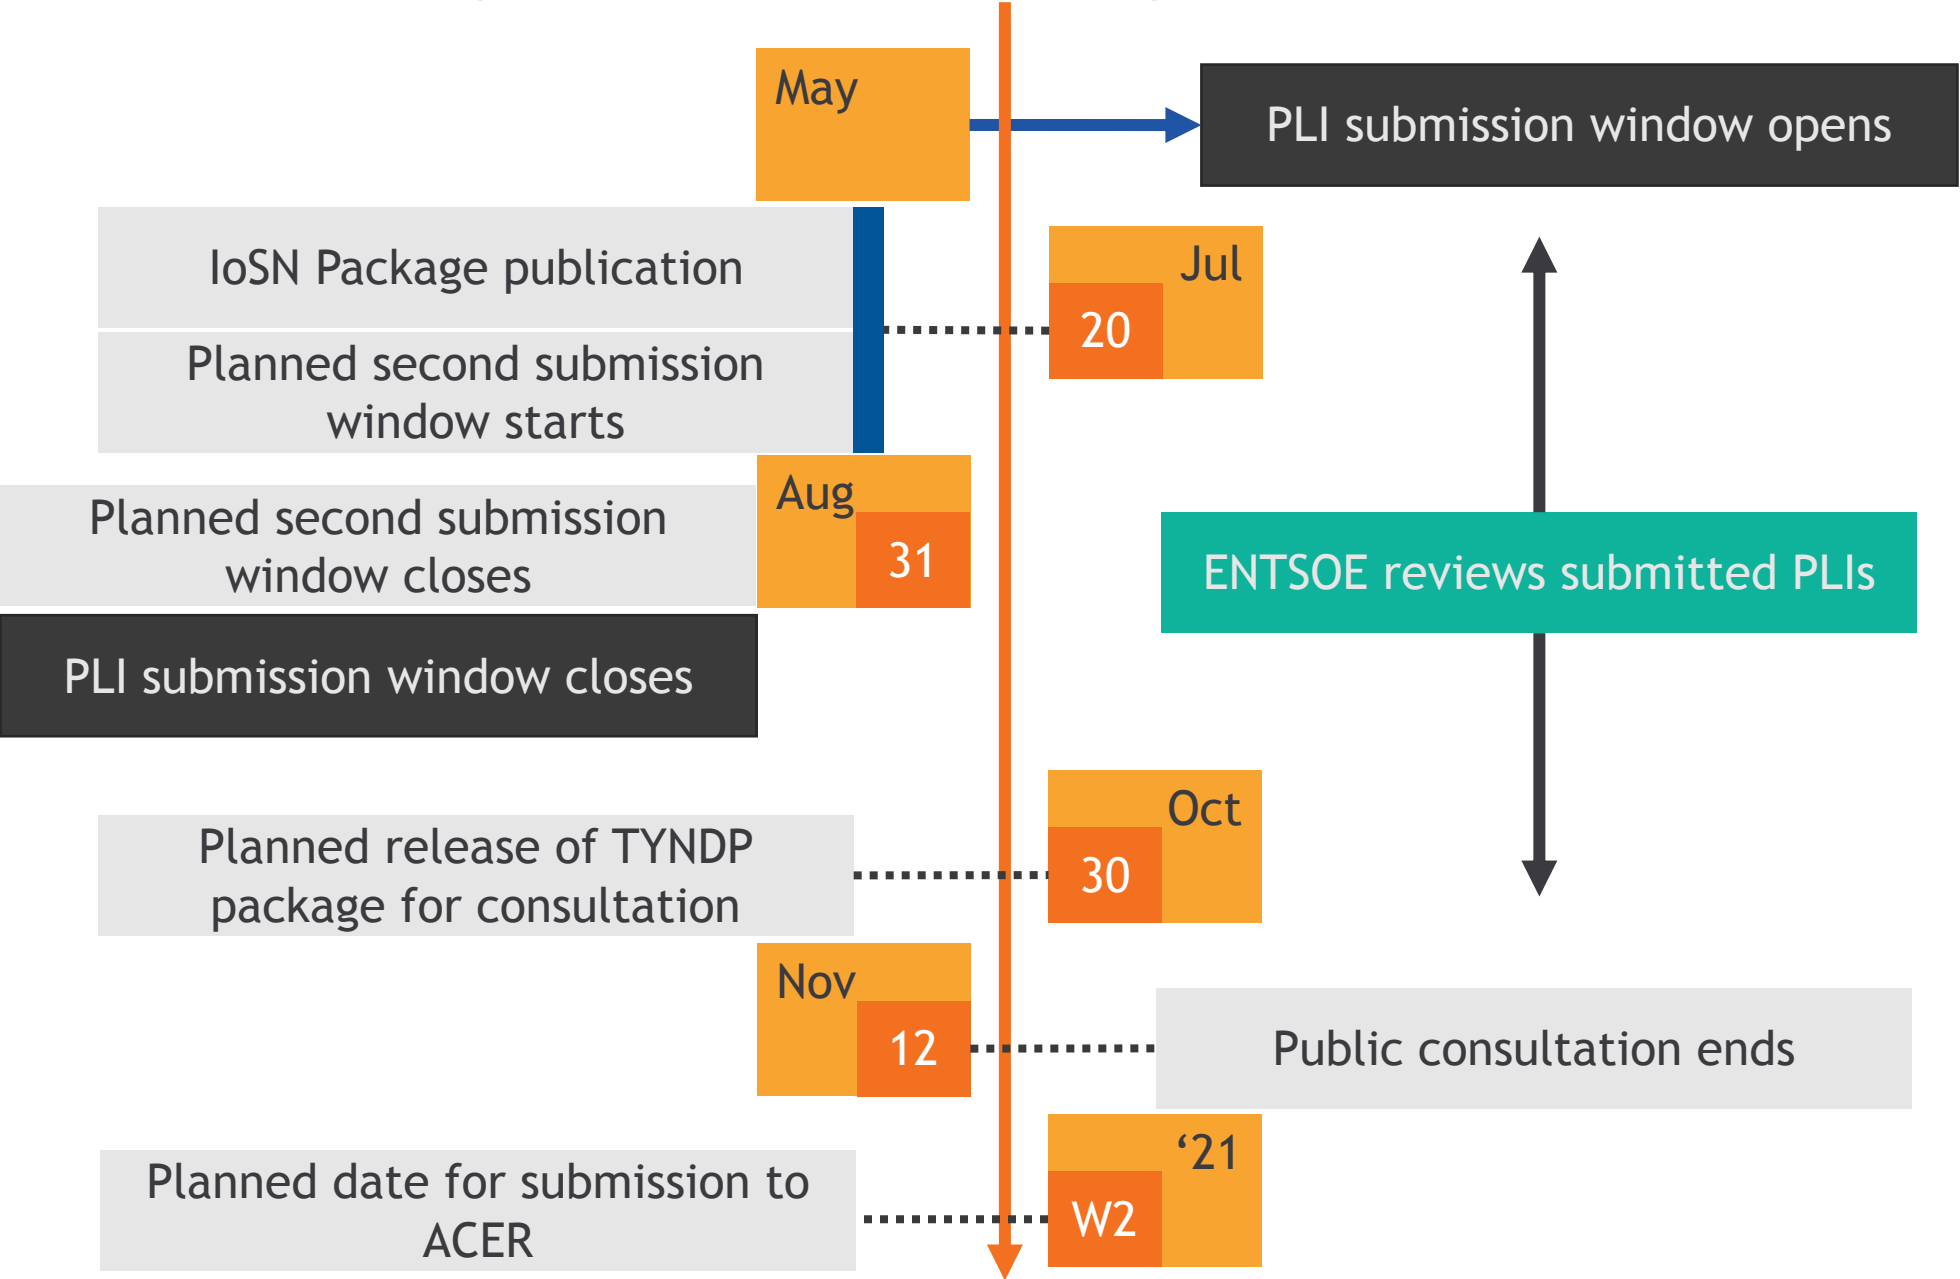 May
PLI submission window opens
IoSN Package publication
Jul
20
Planned second submission
window starts
Aug
31
Planned second submission
window closes
ENTSOE reviews submitted PLIs
PLI submission window closes
Oct
30
Planned release of TYNDP
package for consultation
Nov
12
Public consultation ends
‘21
W2
Planned date for submission to
ACER